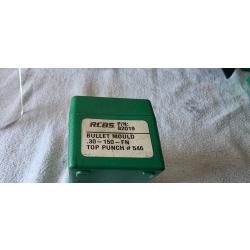 RCBS P/N:
82019
BULLET MOULD
.30-150-FN
TOP PUNCH # 546